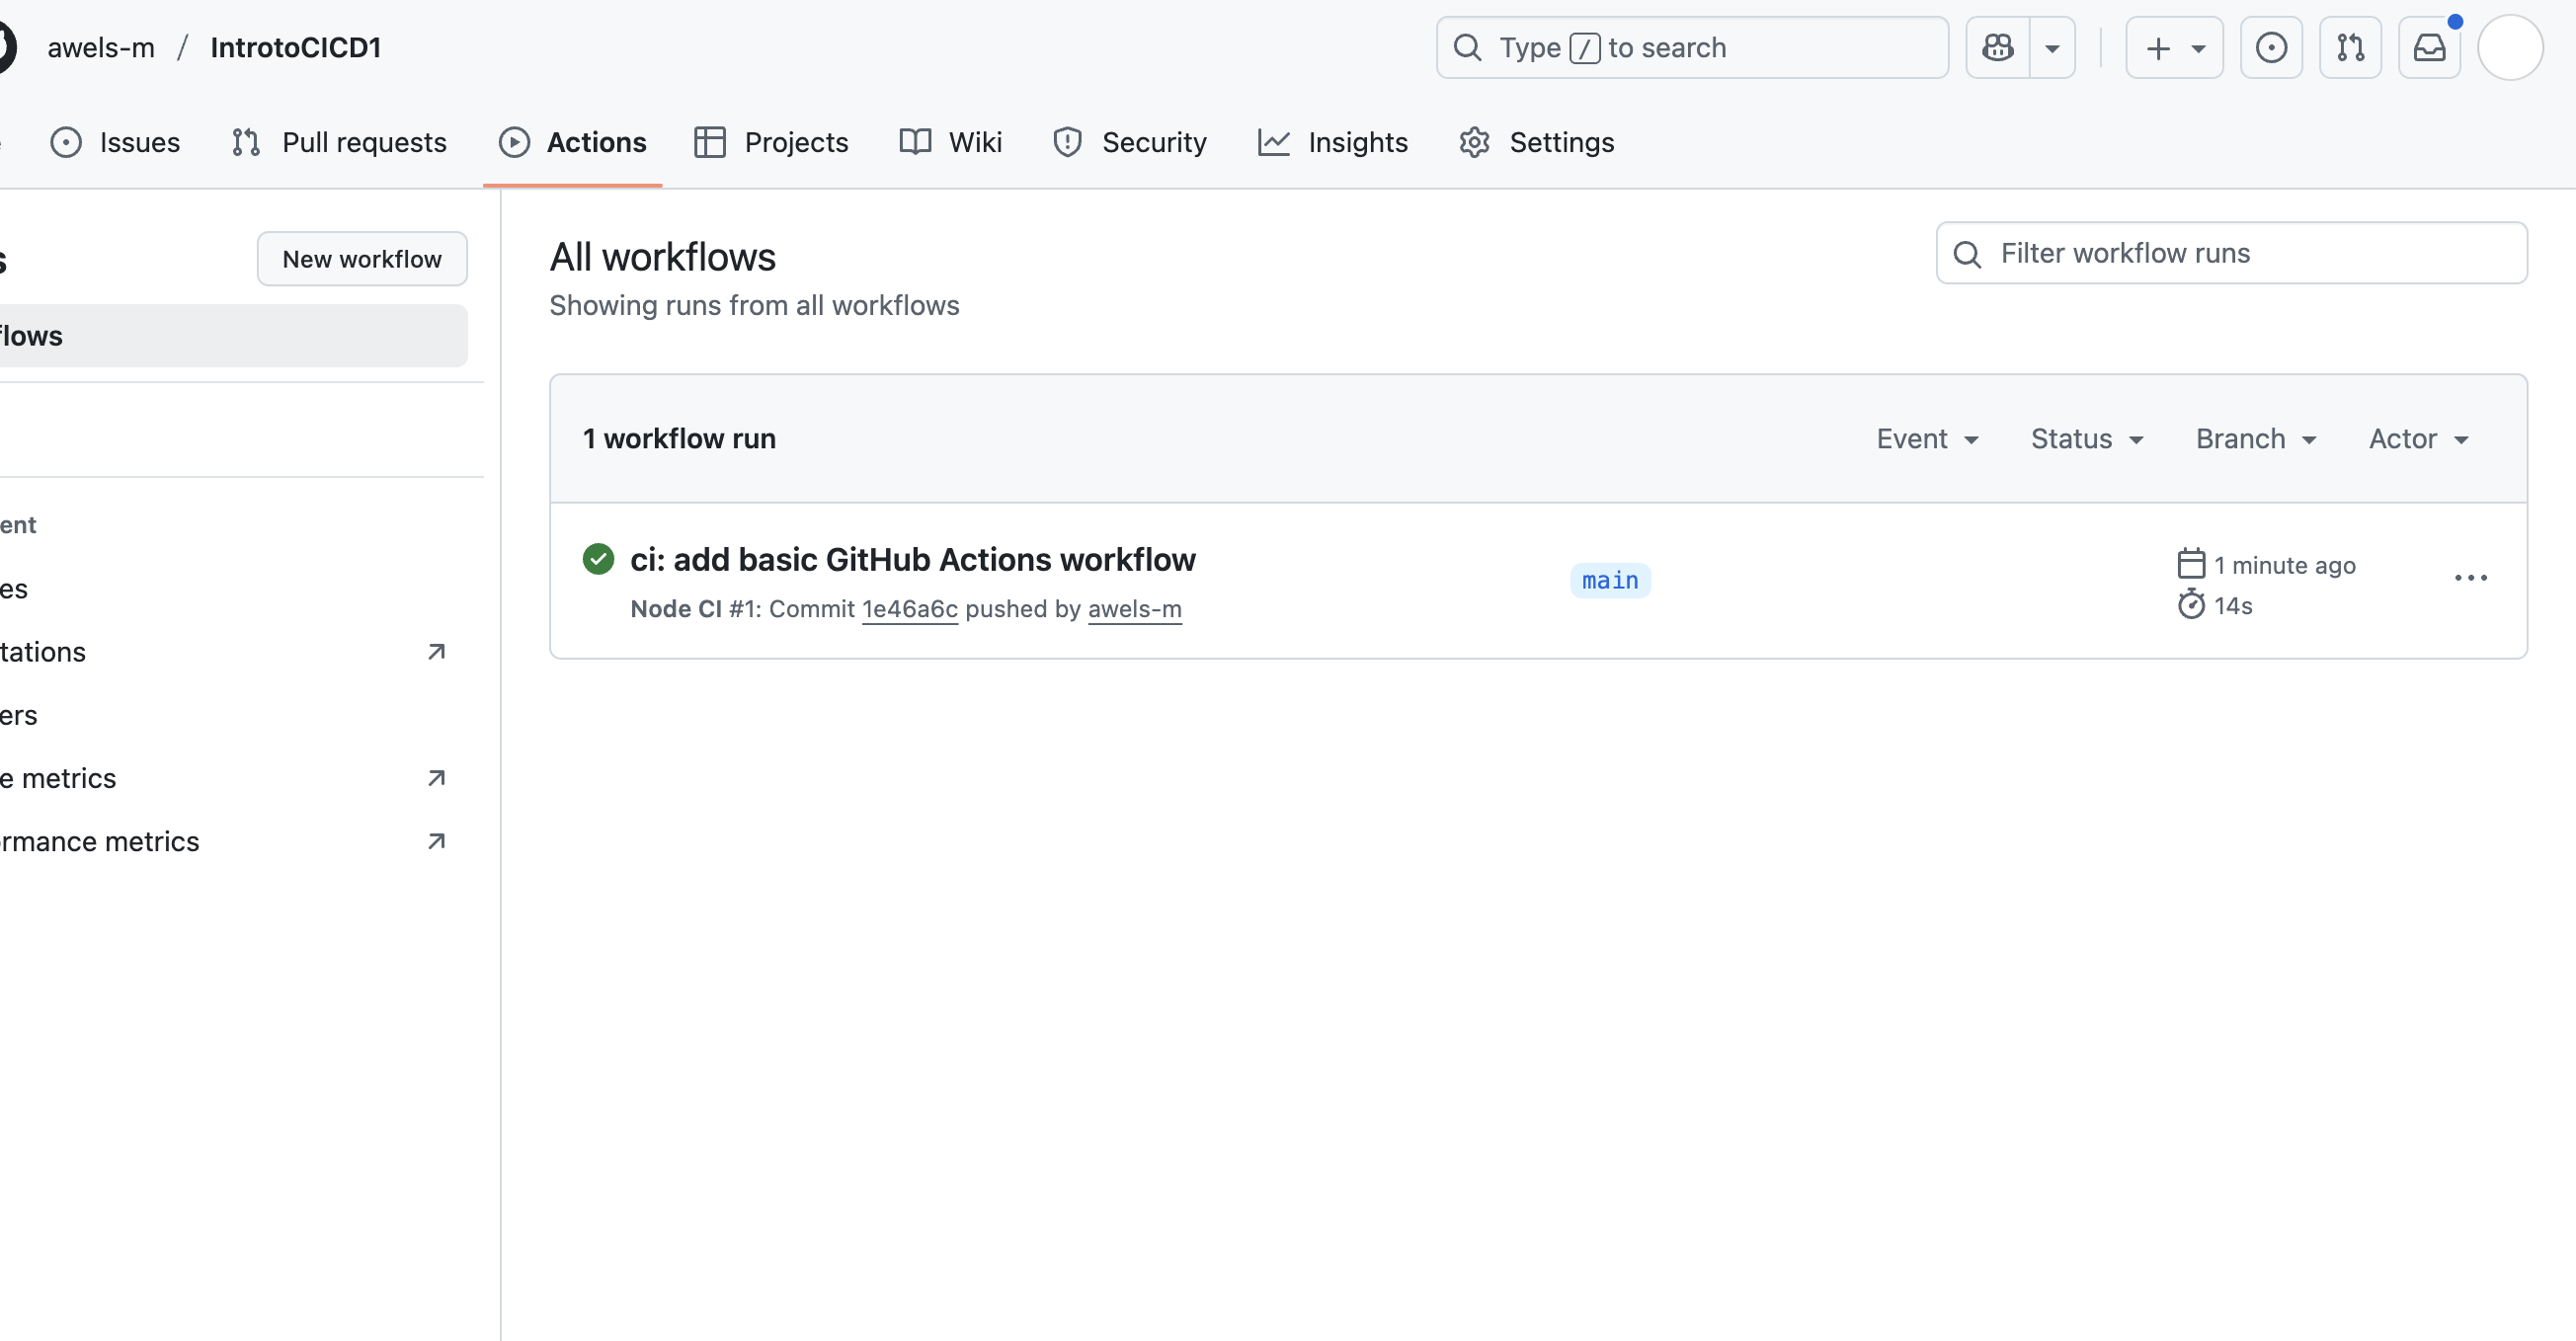 awels-m / IntrotoCICD1
Type / to search
Issues
Pull requests
Actions
Projects
Wiki
Security
Insights
Settings
New workflow
flows
ent
es
tations
ers
e metrics
rmance metrics
All workflows
Showing runs from all workflows
Filter workflow runs
1 workflow run
Event
Status
Branch
Actor
ci: add basic GitHub Actions workflow
Node CI #1: Commit 1e46a6c pushed by awels-m
main
1 minute ago
14s